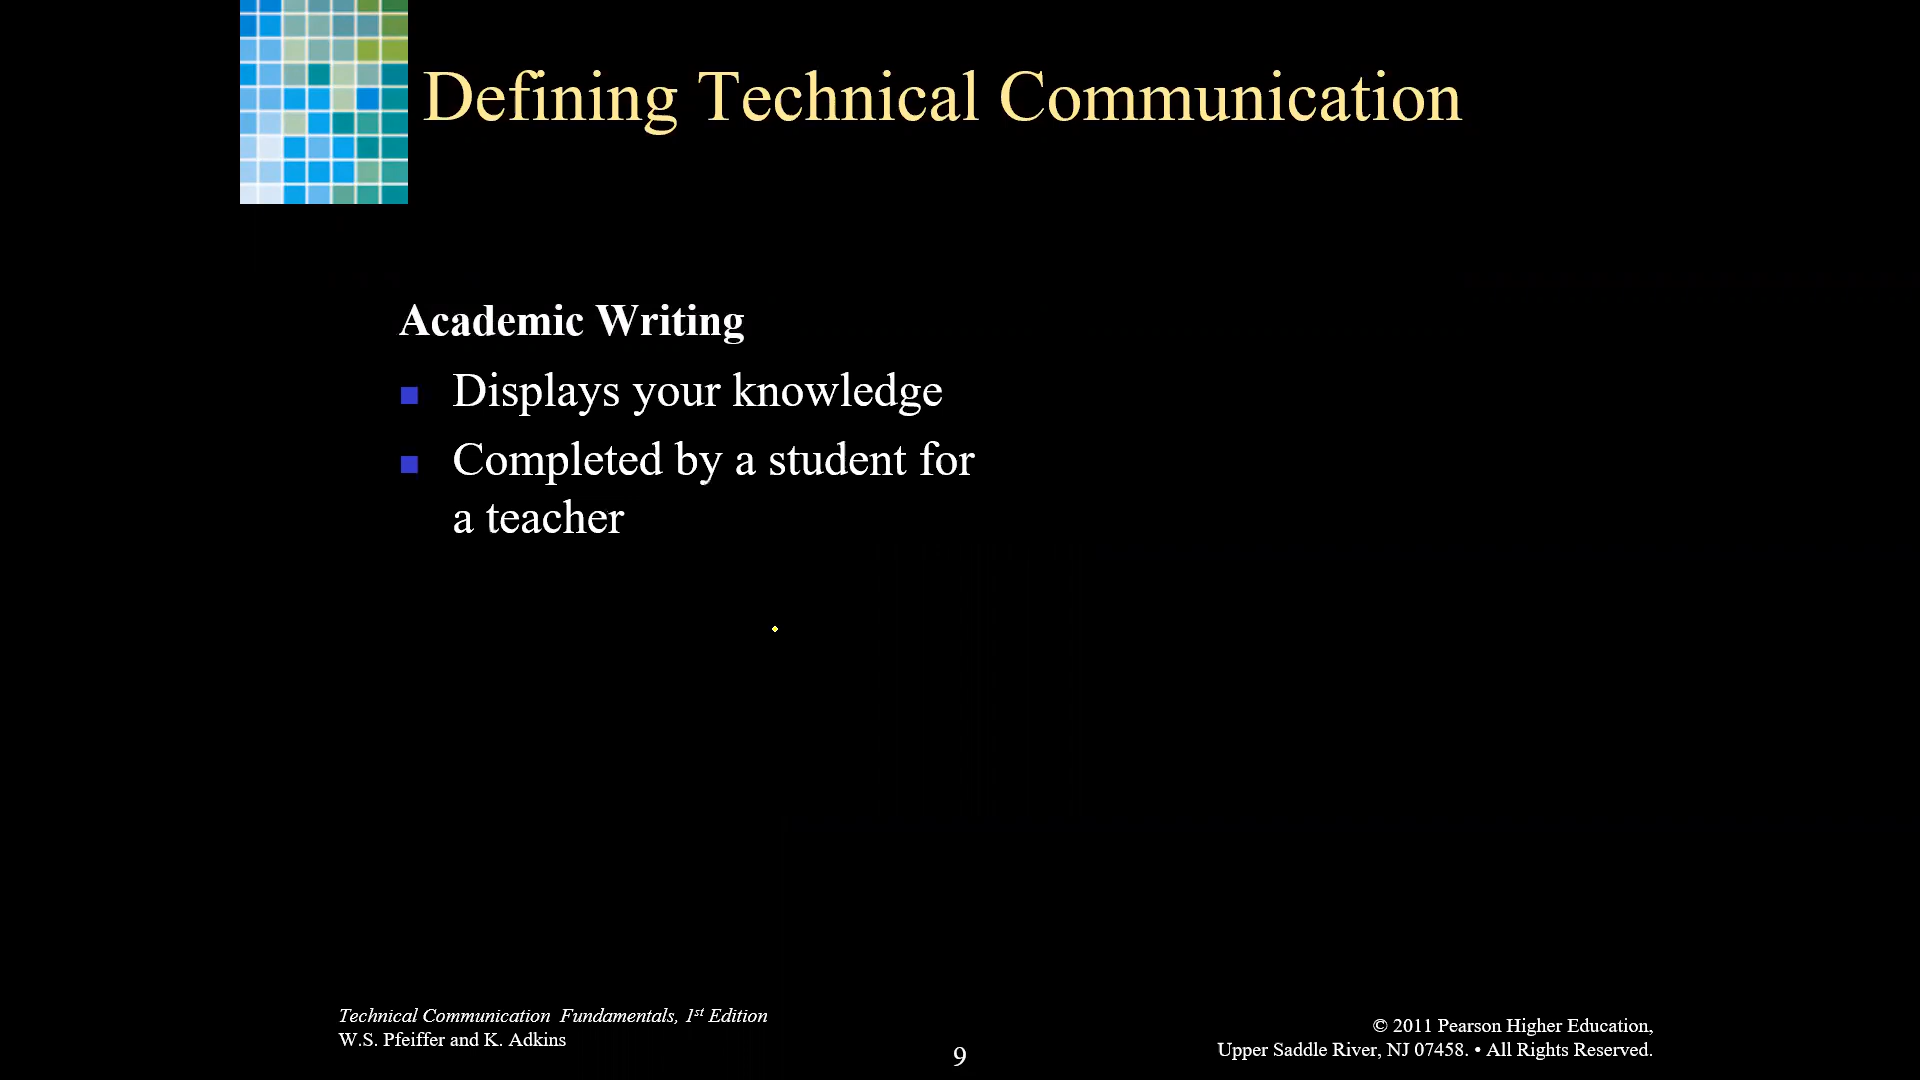 Defining Technical Communication
Academic Writing
Displays your knowledge
Completed by a student for
a teacher
Technical Communication Fundamentals, 1st Edition
W.S. Pfeiffer and K. Adkins
9
© 2011 Pearson Higher Education,
Upper Saddle River, NJ 07458. • All Rights Reserved.